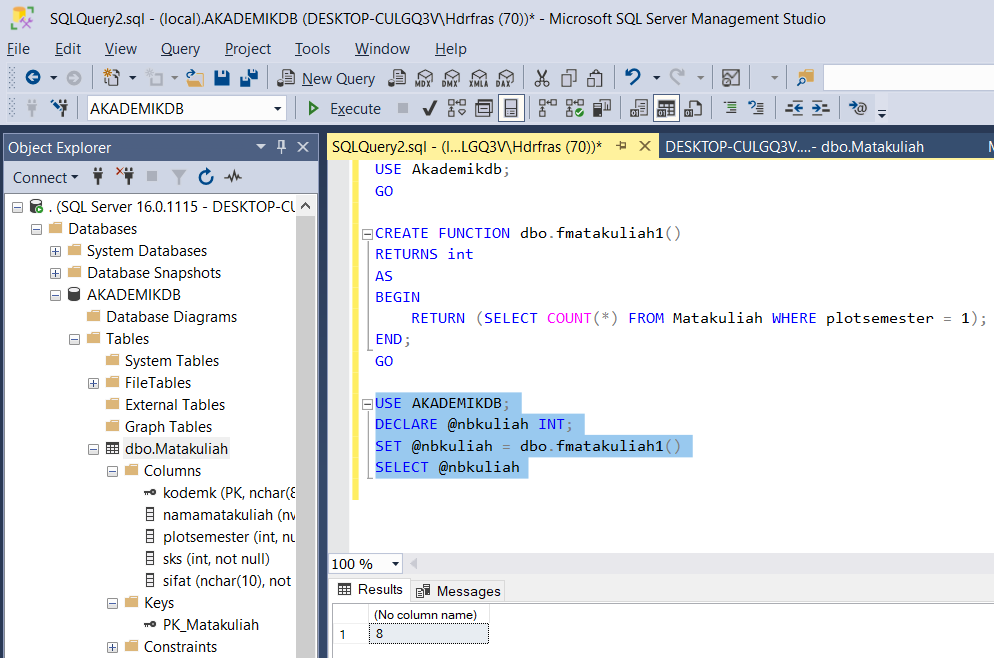 SQLQuery2.sql - (local).AKADEMIKDB (DESKTOP-CULGQ3V\Hdrfras (70))* - Microsoft SQL Server Management Studio
File Edit View Query Project Tools Window Help
New Query MDX DMX XMLA DAX
AKADEMIKDB Execute
Object Explorer
Connect
. (SQL Server 16.0.1115 - DESKTOP-CU
Databases
System Databases
Database Snapshots
AKADEMIKDB
Database Diagrams
Tables
System Tables
FileTables
External Tables
Graph Tables
dbo.Matakuliah
Columns
kodemk (PK, nchar(8
namamatakuliah (nv
plotsemester (int, nu
sks (int, not null)
sifat (nchar(10), not
Keys
PK_Matakuliah
Constraints
SQLQuery2.sql - (l...LGQ3V\Hdrfras (70))* DESKTOP-CULGQ3V....- dbo.Matakuliah
USE Akademikdb;
GO
CREATE FUNCTION dbo.fmatakuliah1()
RETURNS int
AS
BEGIN
RETURN (SELECT COUNT(*) FROM Matakuliah WHERE plotsemester = 1);
END;
GO
USE AKADEMIKDB;
DECLARE @nbkuliah INT;
SET @nbkuliah = dbo.fmatakuliah1()
SELECT @nbkuliah
100 %
Results Messages
(No column name)
1 8